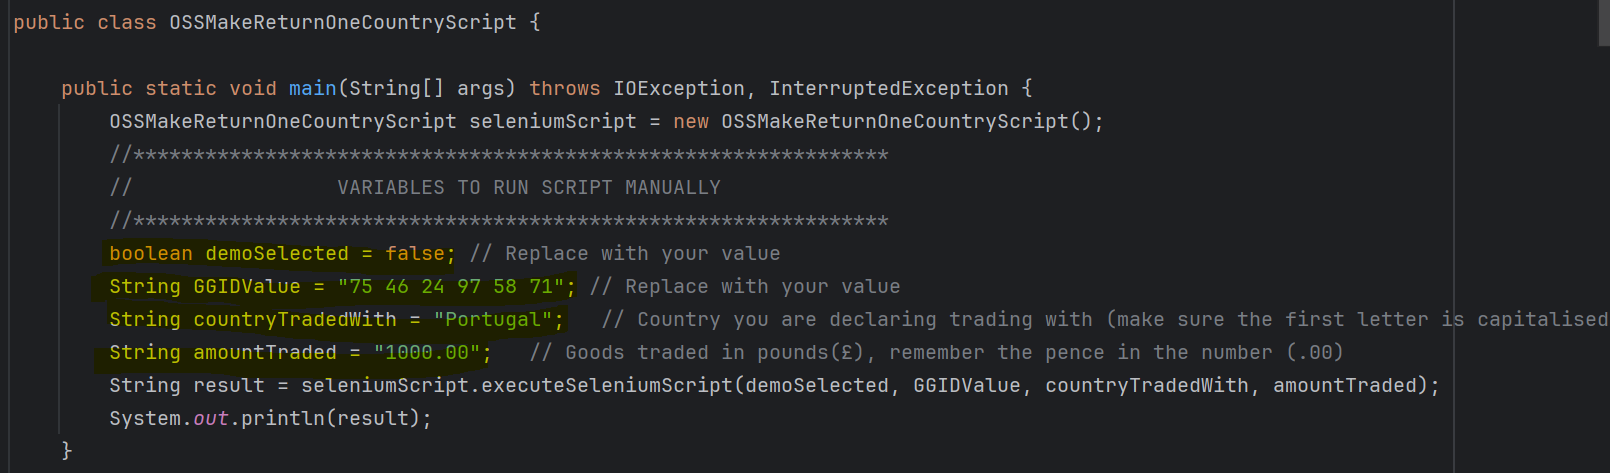 public class OSSMakeReturnOneCountryScript {
public static void main(String[] args) throws IOException, InterruptedException {
OSSMakeReturnOneCountryScript seleniumScript = new OSSMakeReturnOneCountryScript();
//***************************************************************
// VARIABLES TO RUN SCRIPT MANUALLY
//***************************************************************
boolean demoSelected = false; // Replace with your value
String GGIDValue = "75 46 24 97 58 71"; // Replace with your value
String countryTradedWith = "Portugal"; // Country you are declaring trading with (make sure the first letter is capitalised
String amountTraded = "1000.00"; // Goods traded in pounds(£), remember the pence in the number (.00)
String result = seleniumScript.executeSeleniumScript(demoSelected, GGIDValue, countryTradedWith, amountTraded);
System.out.println(result);
}